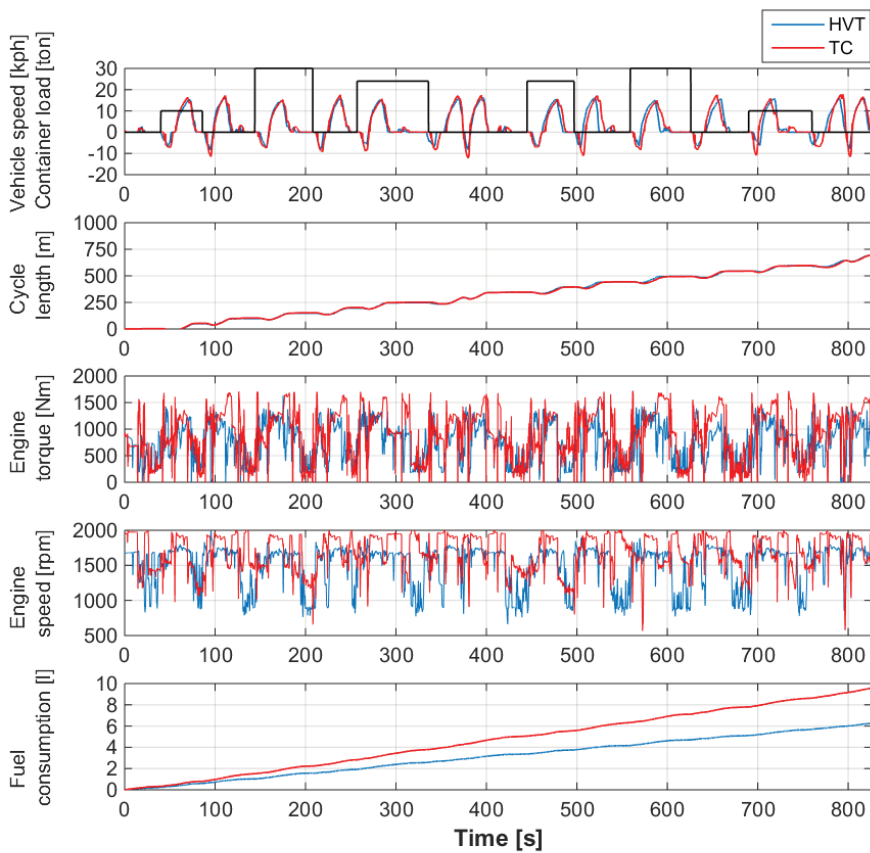 HVT
TC
Vehicle speed [kph]
Container load [ton]
30
20
10
0
-10
-20
0 100 200 300 400 500 600 700 800
Cycle
length [m]
1000
750
500
250
0
0 100 200 300 400 500 600 700 800
Engine
torque [Nm]
2000
1500
1000
500
0
0 100 200 300 400 500 600 700 800
Engine
speed [rpm]
2000
1500
1000
500
0 100 200 300 400 500 600 700 800
Fuel
consumption [l]
10
8
6
4
2
0
0 100 200 300 400 500 600 700 800
Time [s]